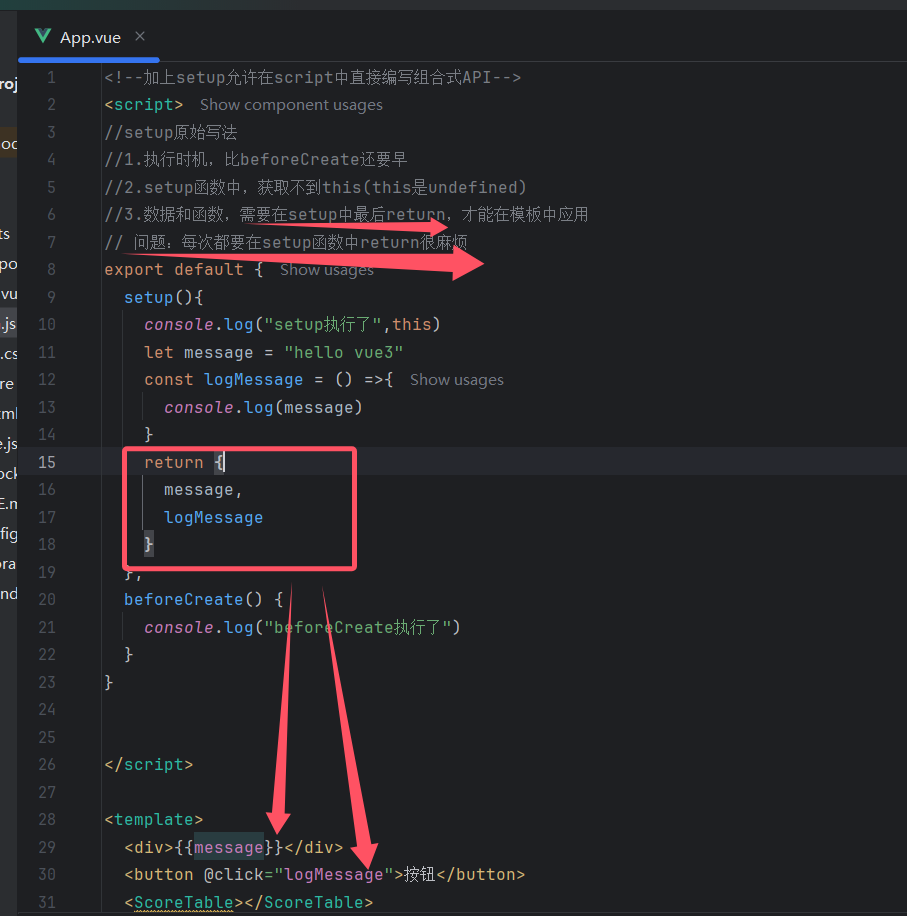 App.vue ×
roj
oc
ts
po
vu
.js
.cs
re
tml
e.js
ock
E.m
fig
ora
nd
1 <!--加上setup允许在script中直接编写组合式API-->
2 <script> Show component usages
3 //setup原始写法
4 //1.执行时机，比beforeCreate还要早
5 //2.setup函数中，获取不到this(this是undefined)
6 //3.数据和函数，需要在setup中最后return，才能在模板中应用
7 // 问题：每次都要在setup函数中return很麻烦
8 export default { Show usages
9 setup(){
10 console.log("setup执行了",this)
11 let message = "hello vue3"
12 const logMessage = () =>{ Show usages
13 console.log(message)
14 }
15 return {
16 message,
17 logMessage
18 }
19 },
20 beforeCreate() {
21 console.log("beforeCreate执行了")
22 }
23 }
24
25
26 </script>
27
28 <template>
29 <div>{{message}}</div>
30 <button @click="logMessage">按钮</button>
31 <ScoreTable></ScoreTable>